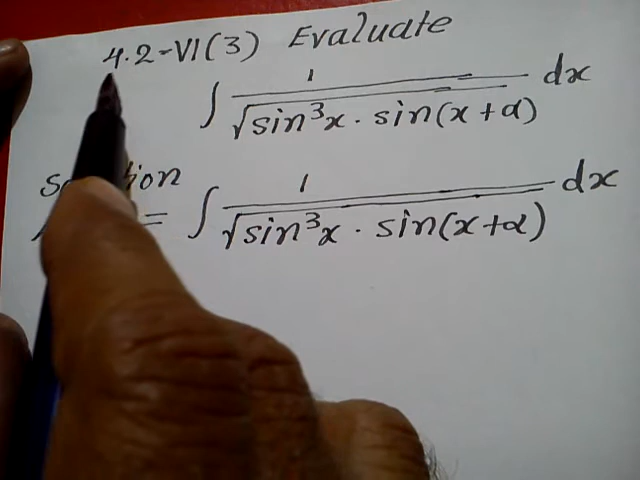 4.2-VI(3) Evaluate
∫ 1/√(sin³x · sin(x+α)) dx
= ∫ 1/√(sin³x · sin(x+α)) dx